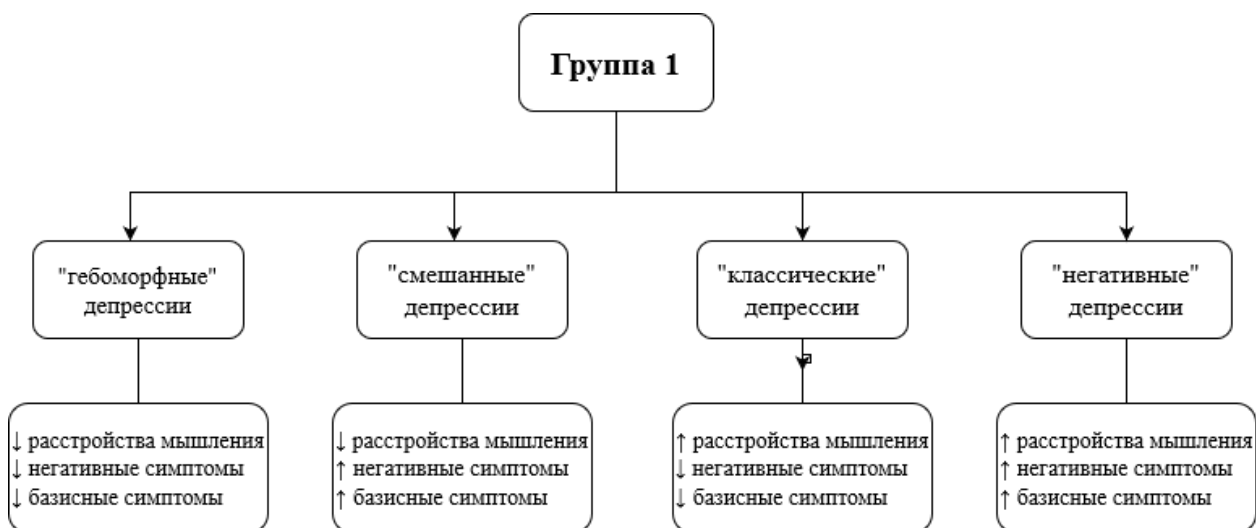 Группа 1
"гебоморфные"
депрессии
"смешанные"
депрессии
"классические"
депрессии
"негативные"
депрессии
↓ расстройства мышления
↓ негативные симптомы
↓ базисные симптомы
↓ расстройства мышления
↑ негативные симптомы
↑ базисные симптомы
↑ расстройства мышления
↓ негативные симптомы
↓ базисные симптомы
↑ расстройства мышления
↑ негативные симптомы
↑ базисные симптомы